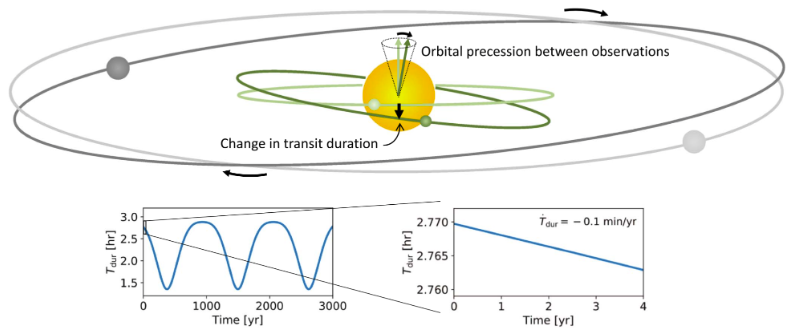 Orbital precession between observations
Change in transit duration
3.0
2.5
2.0
1.5
T_dur [hr]
0 1000 2000 3000
Time [yr]
2.770
2.765
2.760
T_dur [hr]
Ṫ_dur = − 0.1 min/yr
0 1 2 3 4
Time [yr]